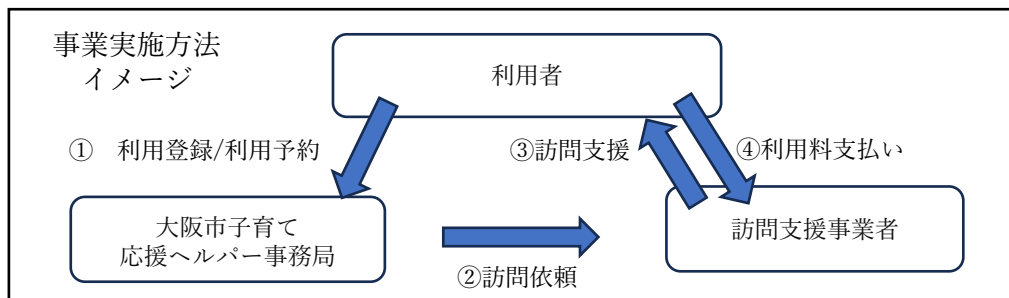 事業実施方法
イメージ
利用者
① 利用登録/利用予約
③訪問支援
④利用料支払い
大阪市子育て
応援ヘルパー事務局
訪問支援事業者
②訪問依頼